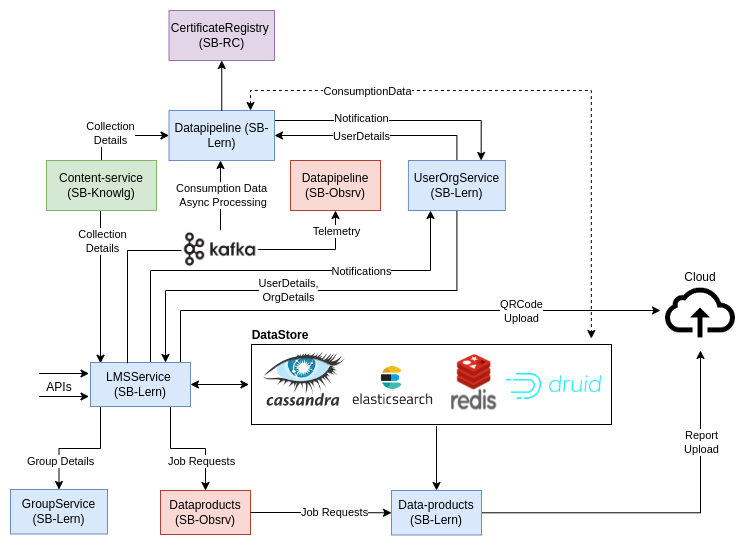 CertificateRegistry
(SB-RC)
ConsumptionData
Notification
Datapipeline (SB-
Lern)
UserDetails
Collection
Details
Content-service
(SB-Knowlg)
Consumption Data
Async Processing
Datapipeline
(SB-Obsrv)
UserOrgService
(SB-Lern)
Collection
Details
Telemetry
kafka
Notifications
UserDetails,
OrgDetails
Cloud
QRCode
Upload
DataStore
APIs
LMSService
(SB-Lern)
cassandra
elasticsearch
redis
druid
Group Details
Job Requests
Report
Upload
GroupService
(SB-Lern)
Dataproducts
(SB-Obsrv)
Job Requests
Data-products
(SB-Lern)